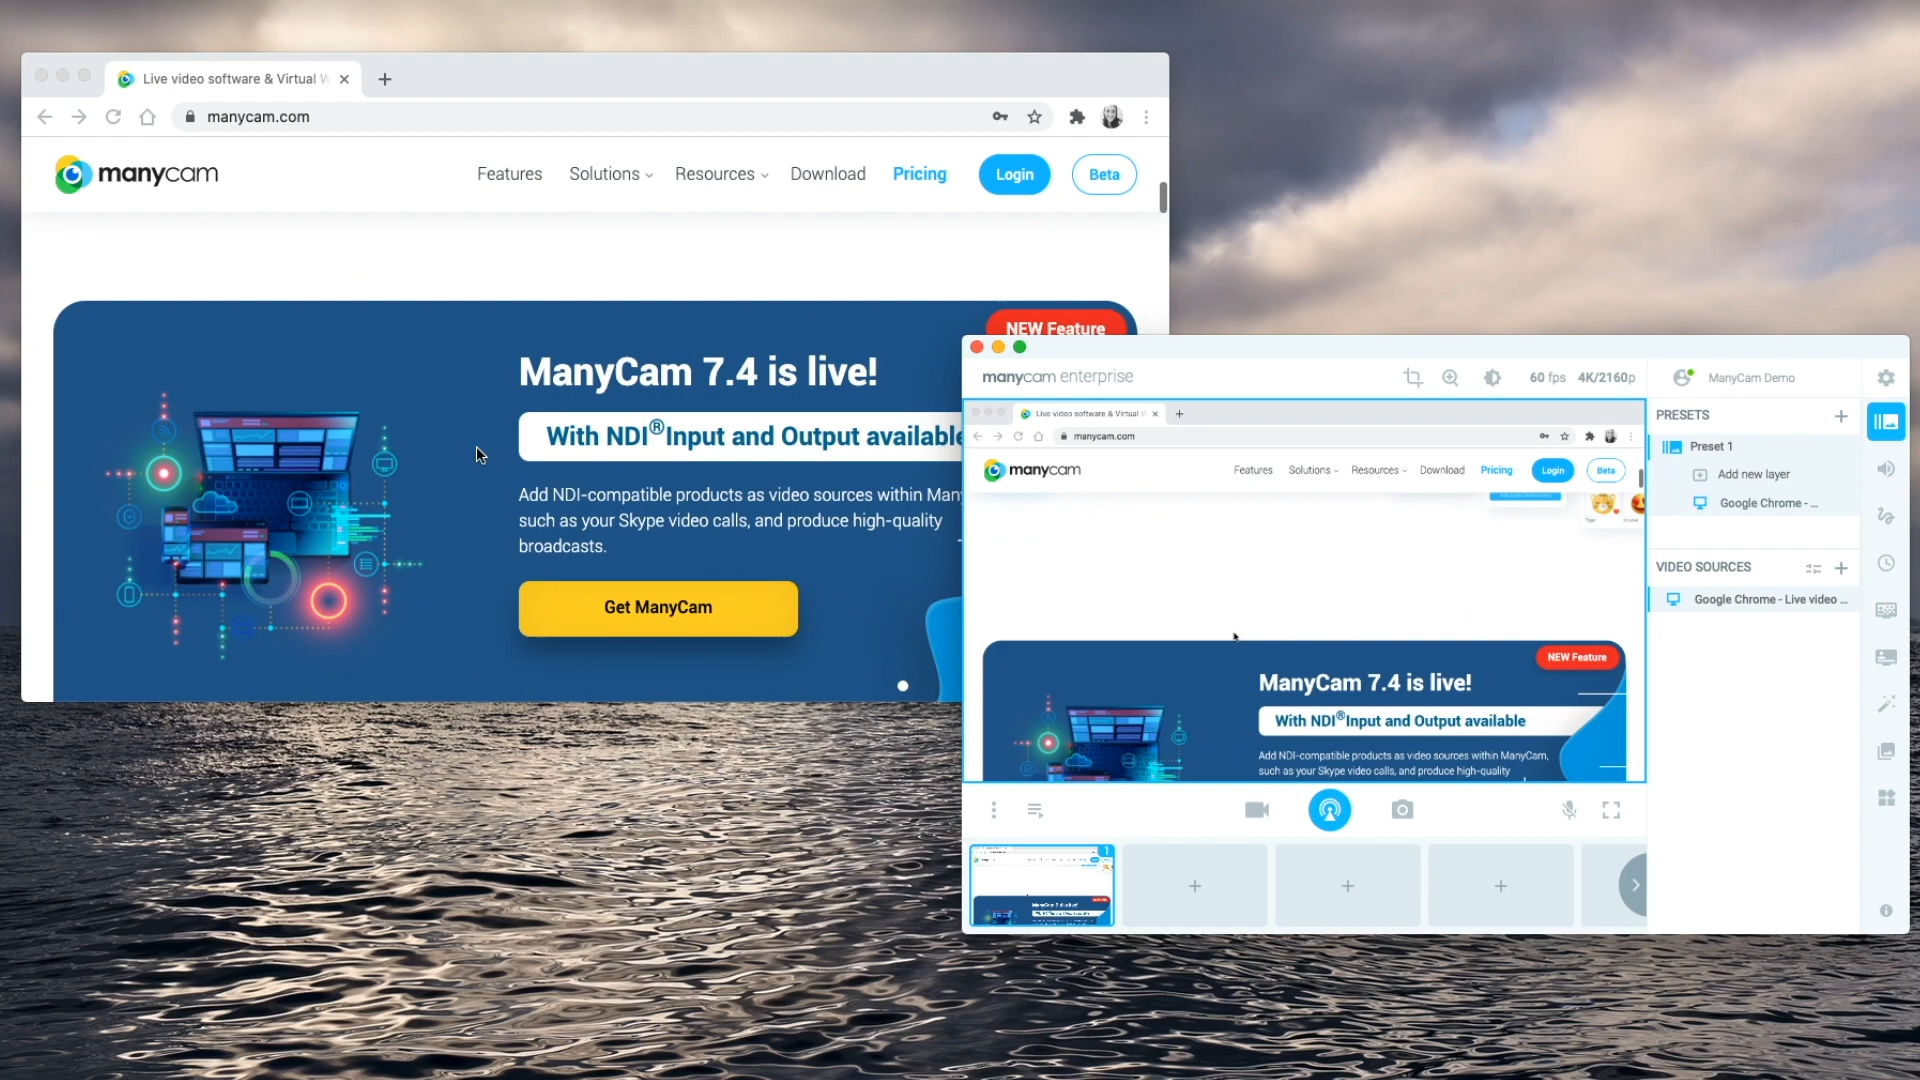 Live video software & Virtual W
manycam.com
manycam
Features
Solutions
Resources
Download
Pricing
Login
Beta
NEW Feature
ManyCam 7.4 is live!
With NDI® Input and Output available
Add NDI-compatible products as video sources within Man
such as your Skype video calls, and produce high-quality
broadcasts.
Get ManyCam
manycam enterprise
60 fps
4K/2160p
ManyCam Demo
Live video software & Virtual W
manycam.com
manycam
Features
Solutions
Resources
Download
Pricing
Login
Beta
NEW Feature
ManyCam 7.4 is live!
With NDI® Input and Output available
Add NDI-compatible products as video sources within ManyCam,
such as your Skype video calls, and produce high-quality
PRESETS
Preset 1
Add new layer
Google Chrome - ...
VIDEO SOURCES
Google Chrome - Live video ...
1